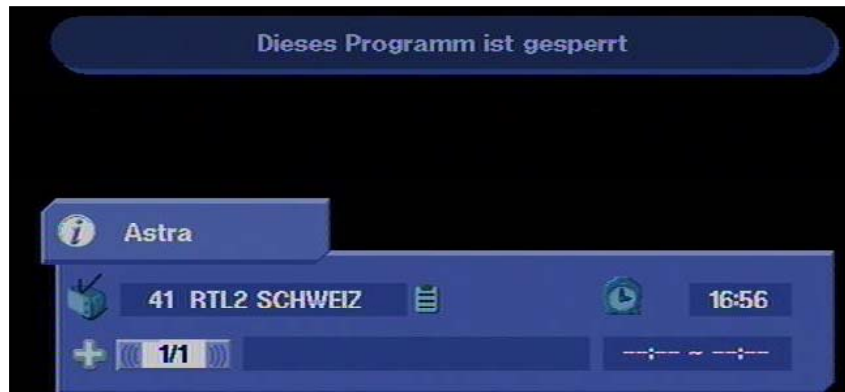 Dieses Programm ist gesperrt
Astra
41 RTL2 SCHWEIZ
16:56
1/1
--:-- ~ --:--